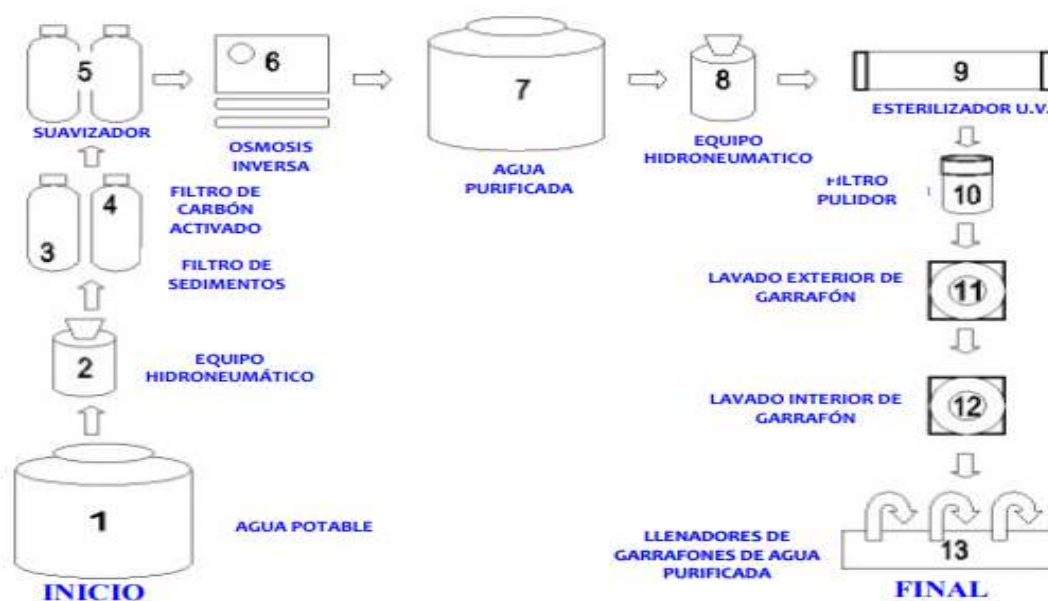 5
SUAVIZADOR
6
OSMOSIS
INVERSA
7
AGUA
PURIFICADA
8
EQUIPO
HIDRONEUMATICO
9
ESTERILIZADOR U.V.
FILTRO
PULIDOR
10
3
4
FILTRO DE
CARBÓN
ACTIVADO
FILTRO DE
SEDIMENTOS
LAVADO EXTERIOR DE
GARRAFÓN
11
2
EQUIPO
HIDRONEUMÁTICO
LAVADO INTERIOR DE
GARRAFÓN
12
1
AGUA POTABLE
INICIO
LLENADORES DE
GARRAFONES DE AGUA
PURIFICADA
13
FINAL